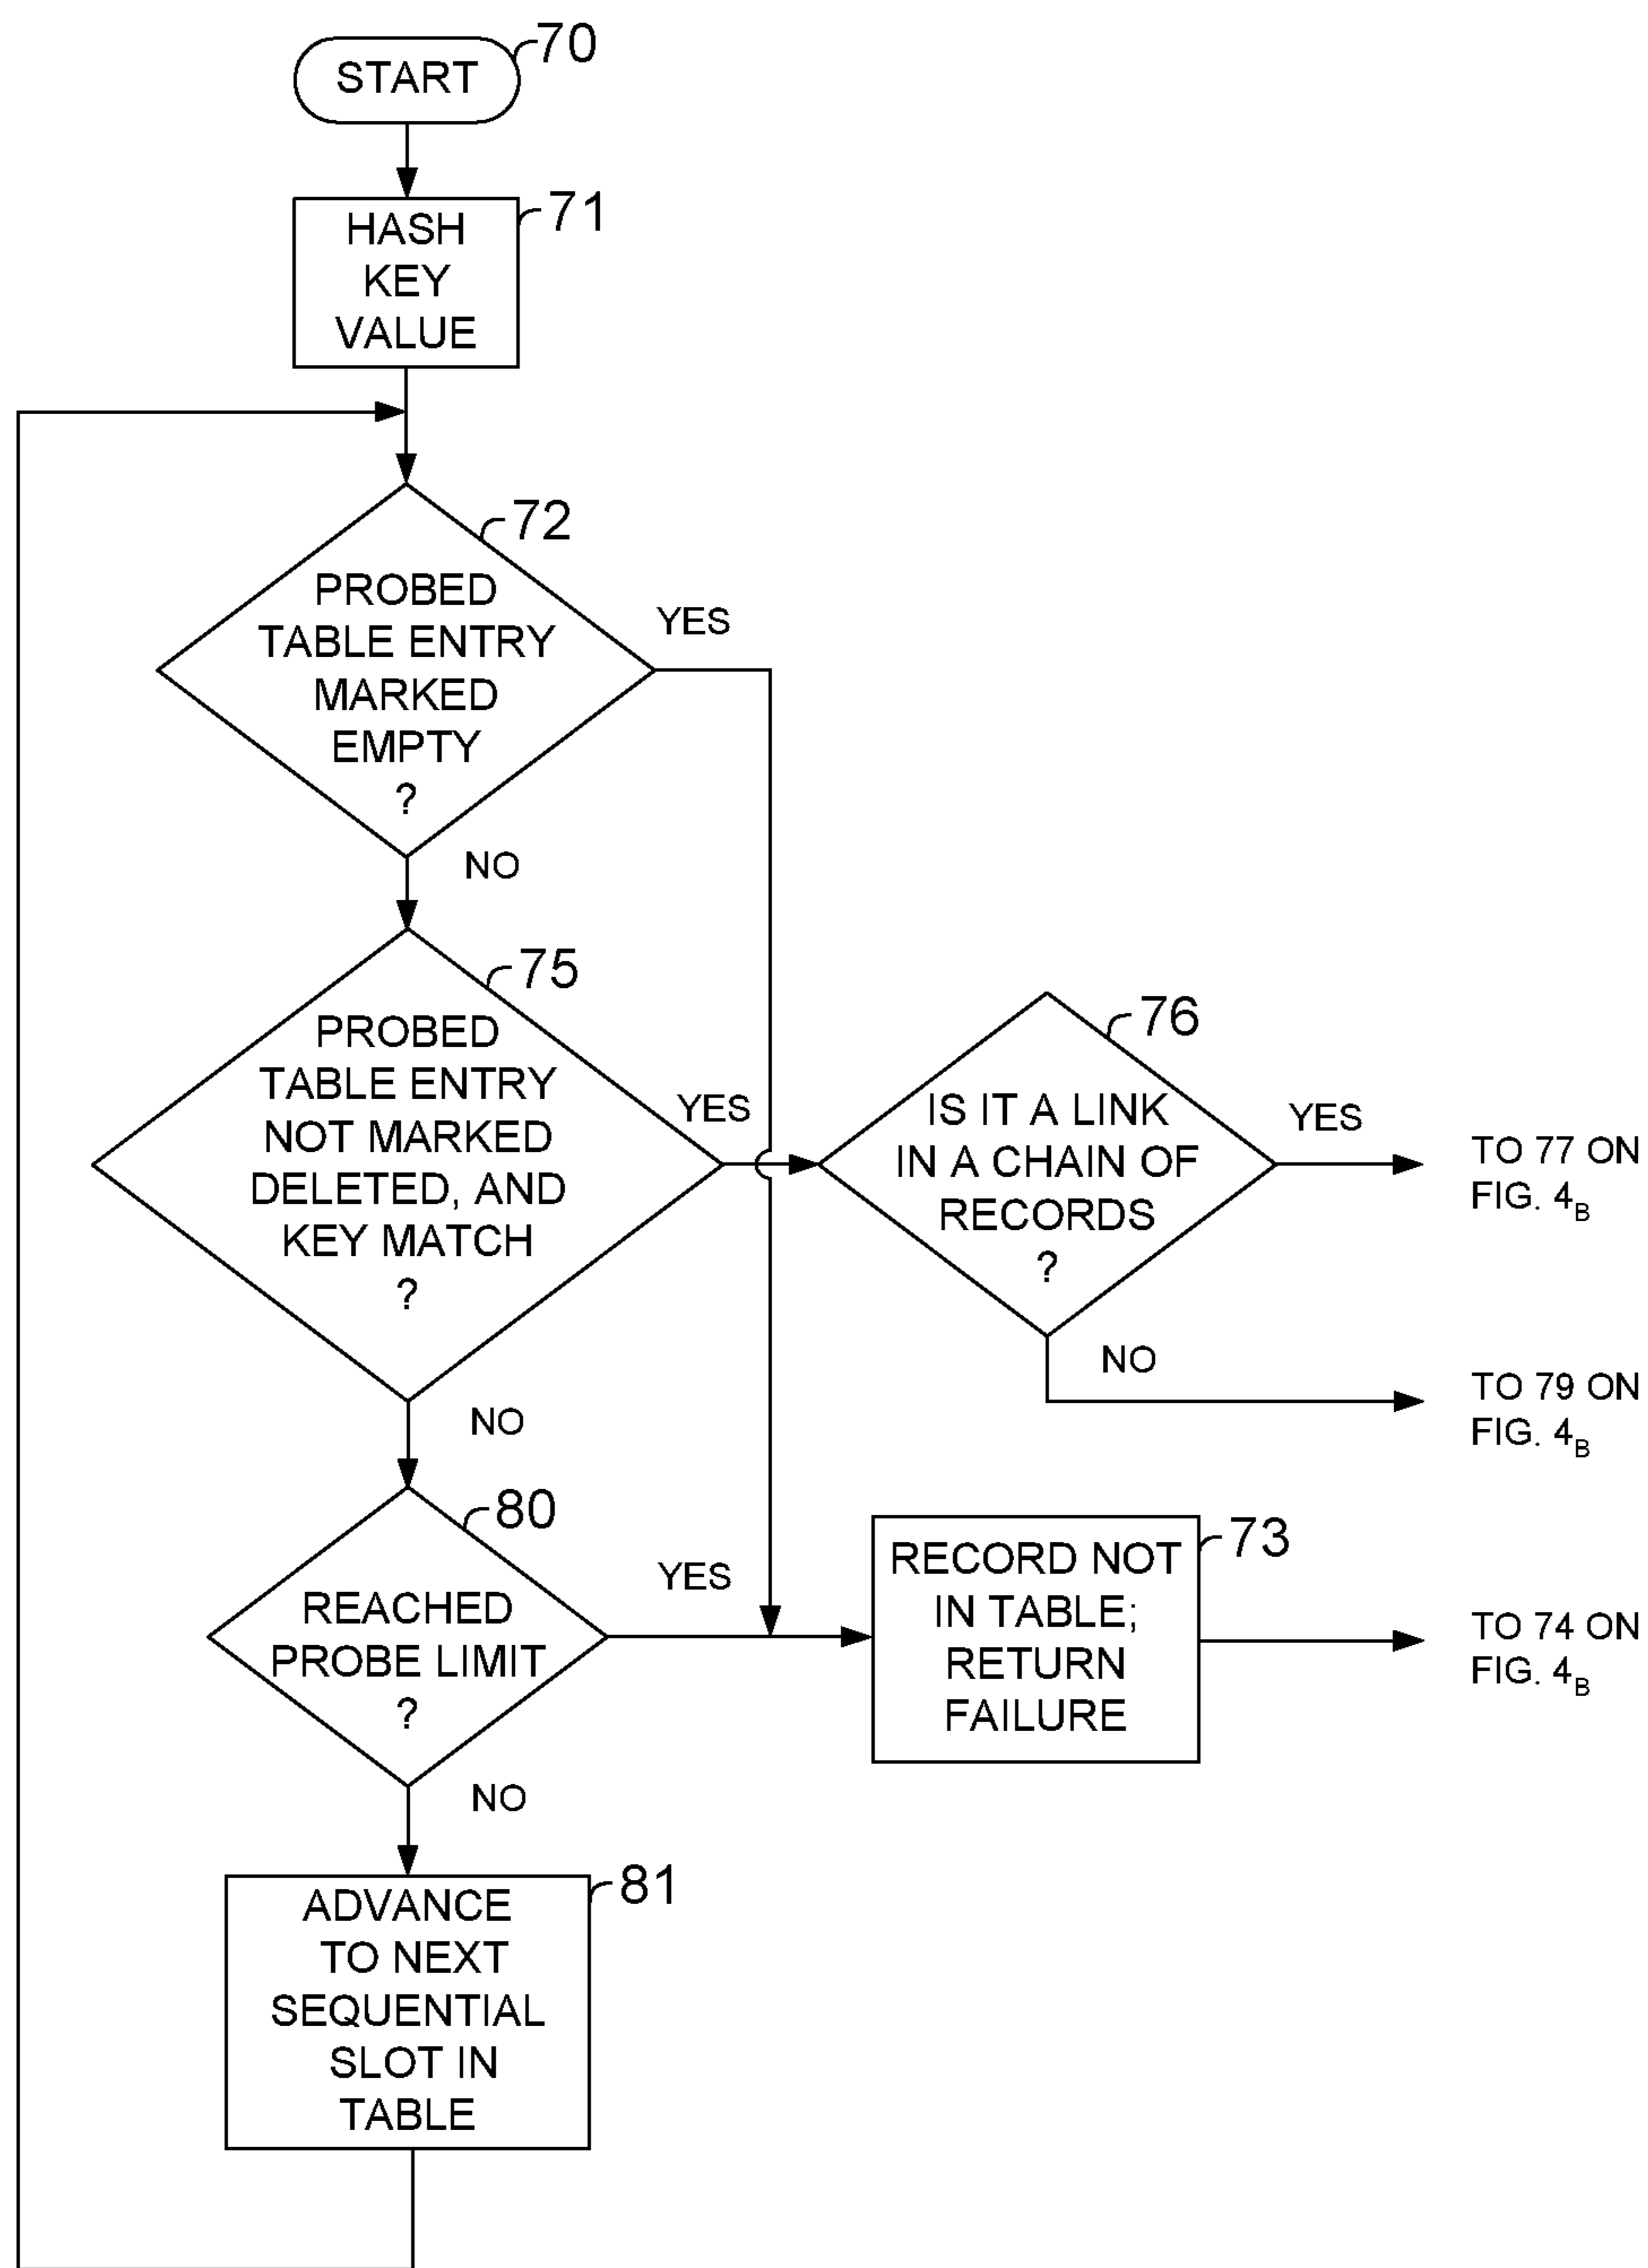 70
START
71
HASH
KEY
VALUE
72
PROBED
TABLE ENTRY
MARKED
EMPTY
?
YES
NO
75
PROBED
TABLE ENTRY
NOT MARKED
DELETED, AND
KEY MATCH
?
YES
NO
76
IS IT A LINK
IN A CHAIN OF
RECORDS
?
YES
TO 77 ON
FIG. 4B
NO
TO 79 ON
FIG. 4B
80
REACHED
PROBE LIMIT
?
YES
NO
73
RECORD NOT
IN TABLE;
RETURN
FAILURE
TO 74 ON
FIG. 4B
81
ADVANCE
TO NEXT
SEQUENTIAL
SLOT IN
TABLE